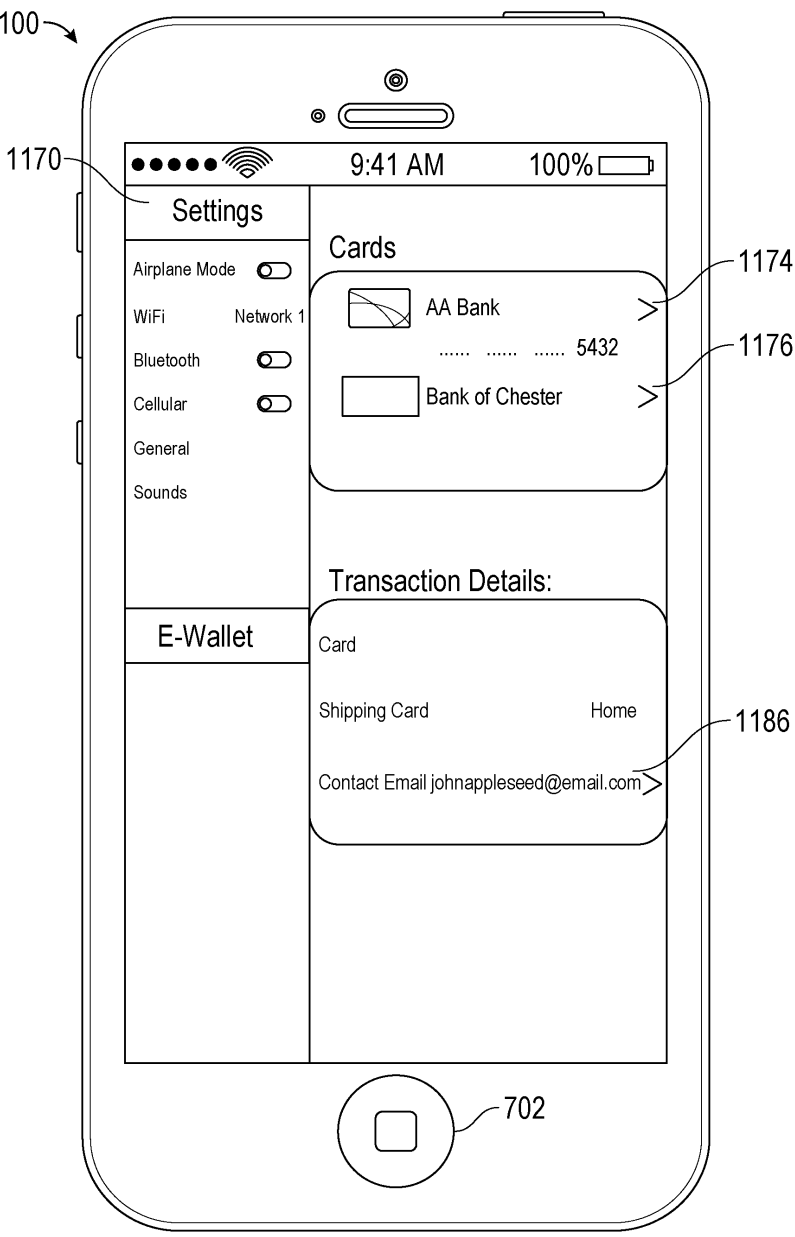 100
9:41 AM 100%
1170
Settings
Cards
Airplane Mode
1174
AA Bank
WiFi Network 1
...... ...... ...... 5432
1176
Bluetooth
Bank of Chester
Cellular
General
Sounds
Transaction Details:
E-Wallet
Card
Shipping Card Home
1186
Contact Email johnappleseed@email.com
702